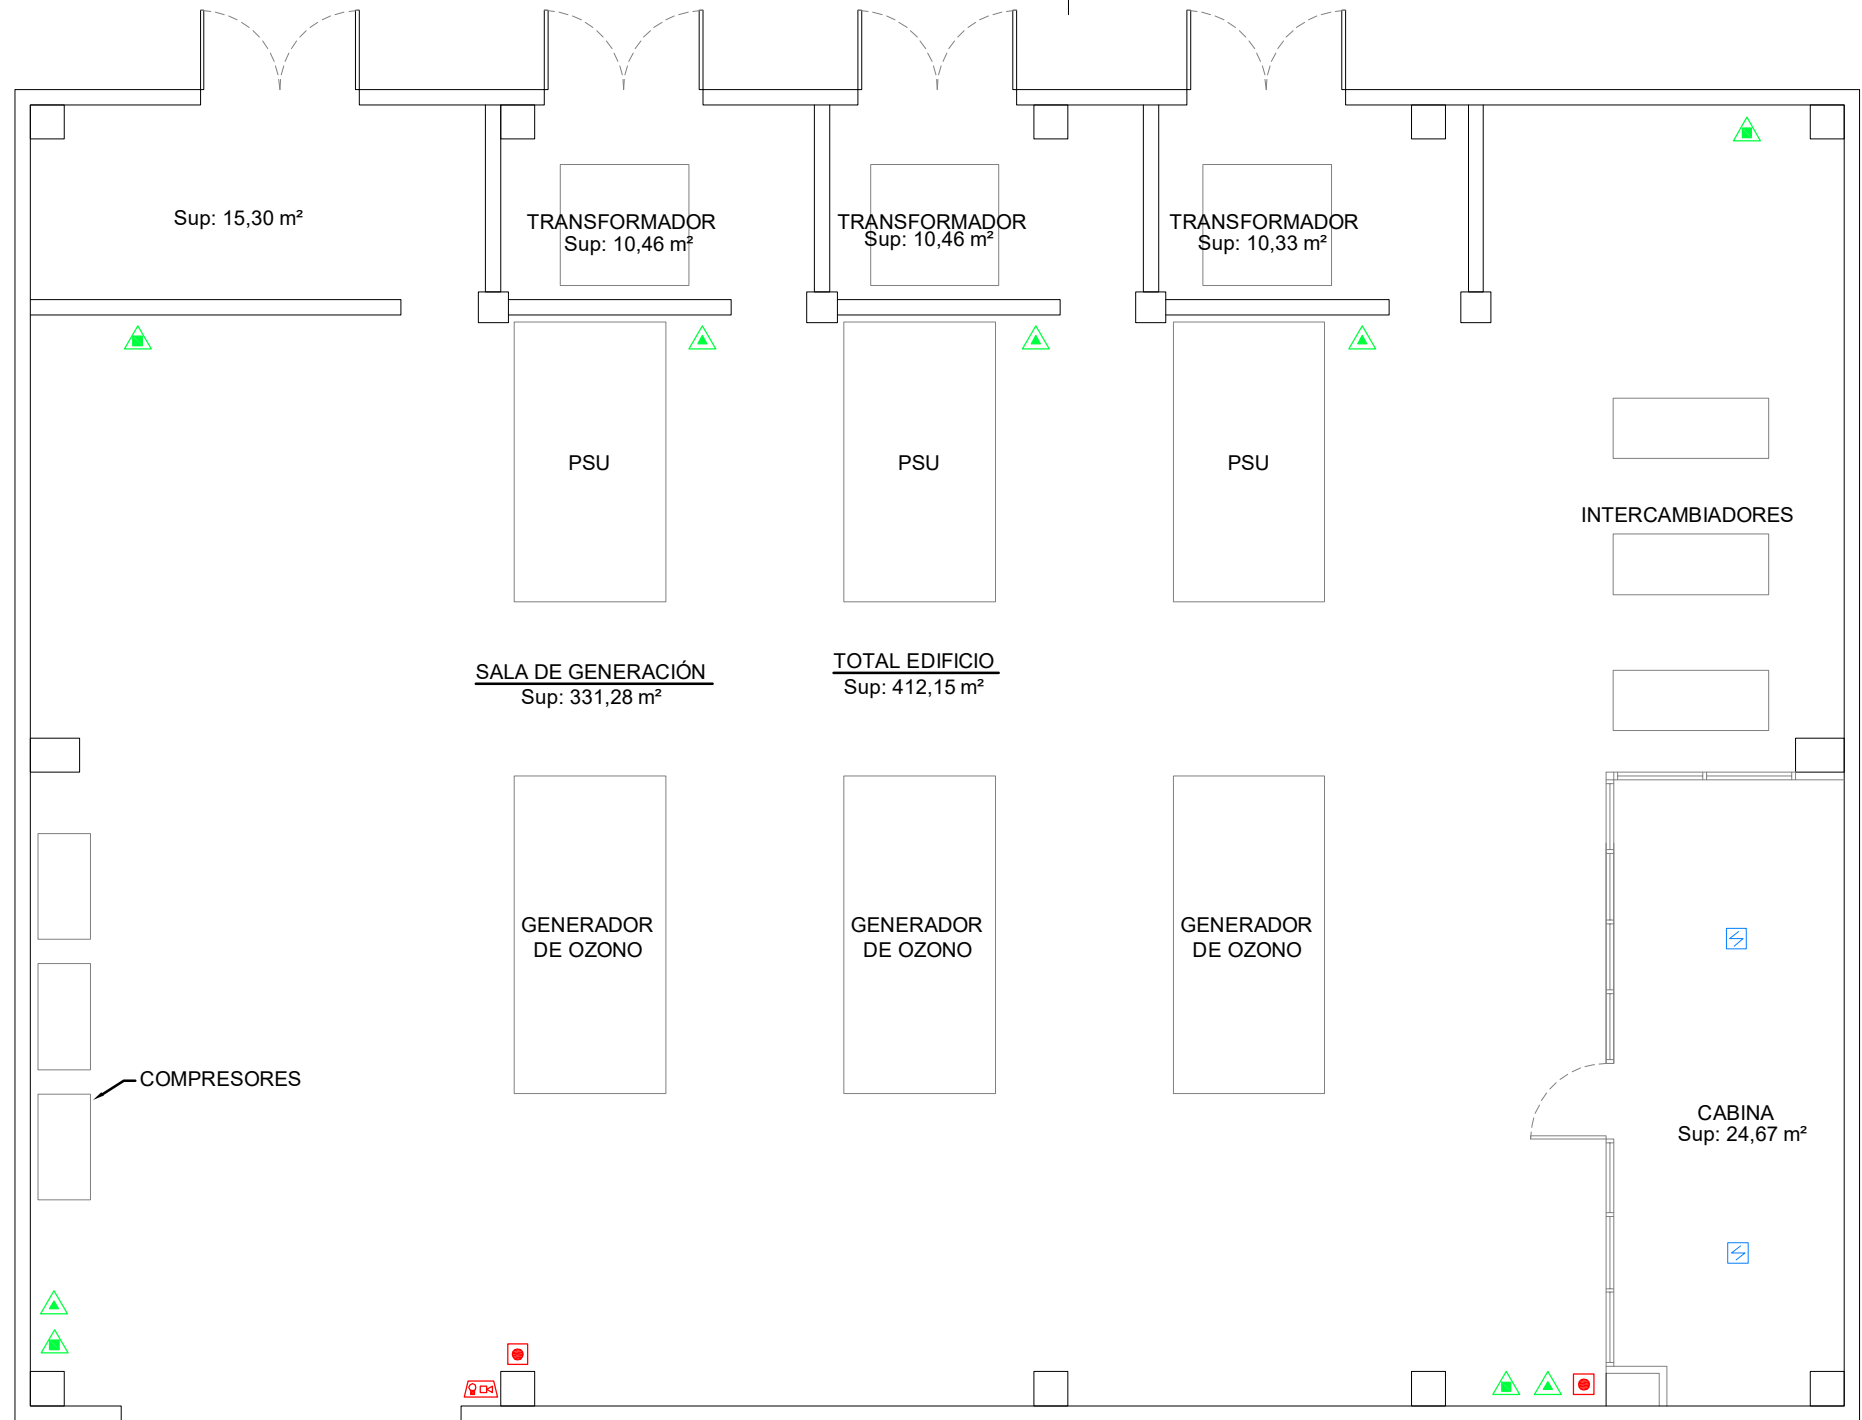 Sup: 15,30 m²
TRANSFORMADOR
Sup: 10,46 m²
TRANSFORMADOR
Sup: 10,46 m²
TRANSFORMADOR
Sup: 10,33 m²
PSU
PSU
PSU
INTERCAMBIADORES
SALA DE GENERACIÓN
Sup: 331,28 m²
TOTAL EDIFICIO
Sup: 412,15 m²
GENERADOR
DE OZONO
GENERADOR
DE OZONO
GENERADOR
DE OZONO
COMPRESORES
CABINA
Sup: 24,67 m²